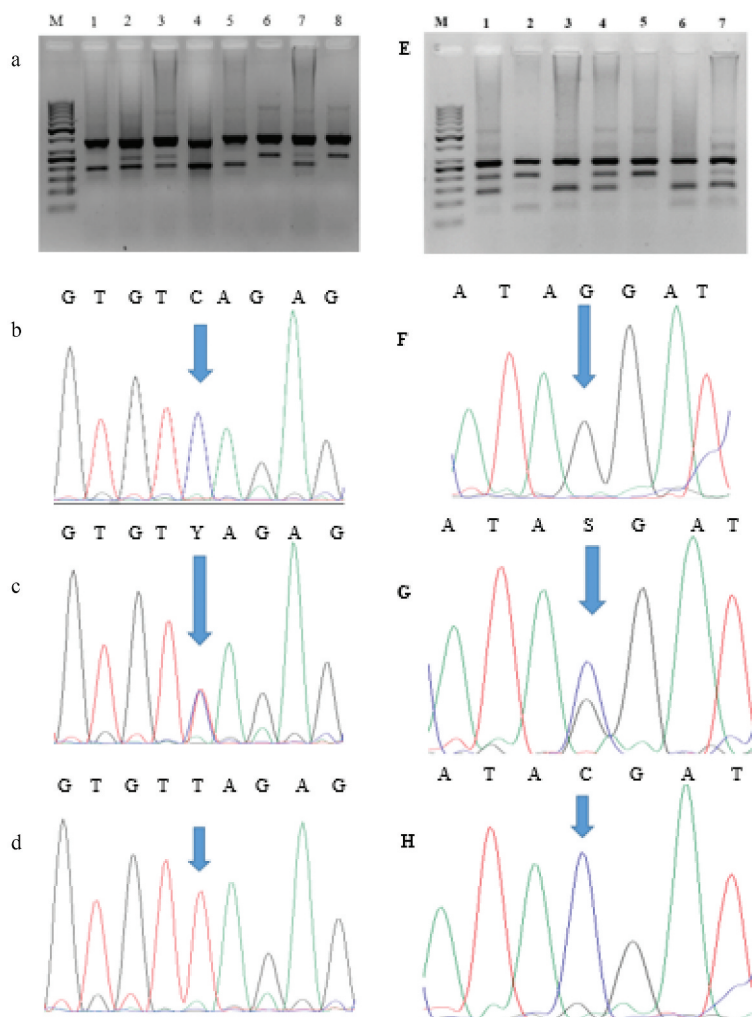 M 1 2 3 4 5 6 7 8
a
M 1 2 3 4 5 6 7
E
G T G T C A G A G
b
A T A G G A T
F
G T G T Y A G A G
c
A T A S G A T
G
G T G T T A G A G
d
A T A C G A T
H